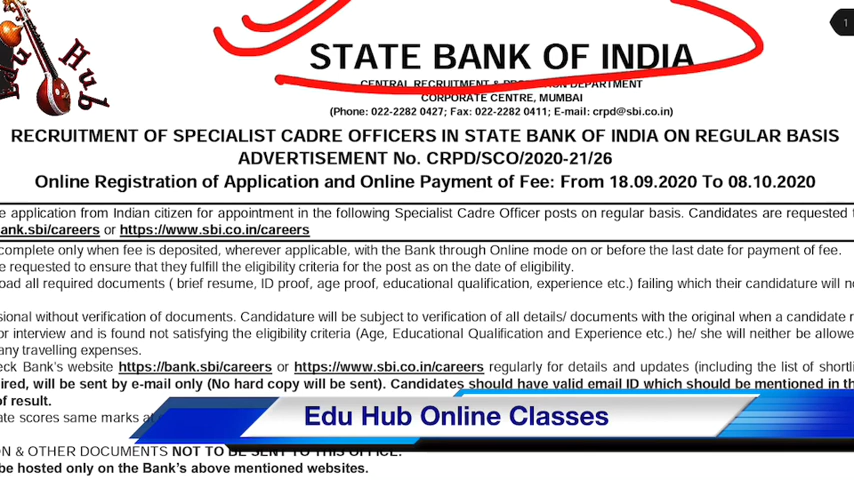 Hub
1
STATE BANK OF INDIA
CENTRAL RECRUITMENT & PROMOTION DEPARTMENT
CORPORATE CENTRE, MUMBAI
(Phone: 022-2282 0427; Fax: 022-2282 0411; E-mail: crpd@sbi.co.in)
RECRUITMENT OF SPECIALIST CADRE OFFICERS IN STATE BANK OF INDIA ON REGULAR BASIS
ADVERTISEMENT No. CRPD/SCO/2020-21/26
Online Registration of Application and Online Payment of Fee: From 18.09.2020 To 08.10.2020
e application from Indian citizen for appointment in the following Specialist Cadre Officer posts on regular basis. Candidates are requested
ank.sbi/careers or https://www.sbi.co.in/careers
complete only when fee is deposited, wherever applicable, with the Bank through Online mode on or before the last date for payment of fee.
e requested to ensure that they fulfill the eligibility criteria for the post as on the date of eligibility.
oad all required documents ( brief resume, ID proof, age proof, educational qualification, experience etc.) failing which their candidature will
sional without verification of documents. Candidature will be subject to verification of all details/ documents with the original when a candidate
or interview and is found not satisfying the eligibility criteria (Age, Educational Qualification and Experience etc.) he/ she will neither be allowe
any travelling expenses.
eck Bank's website https://bank.sbi/careers or https://www.sbi.co.in/careers regularly for details and updates (including the list of shortli
ired, will be sent by e-mail only (No hard copy will be sent). Candidates should have valid email ID which should be mentioned in th
of result.
ate scores same marks at
Edu Hub Online Classes
ON & OTHER DOCUMENTS NOT TO BE SENT TO THIS OFFICE.
be hosted only on the Bank's above mentioned websites.